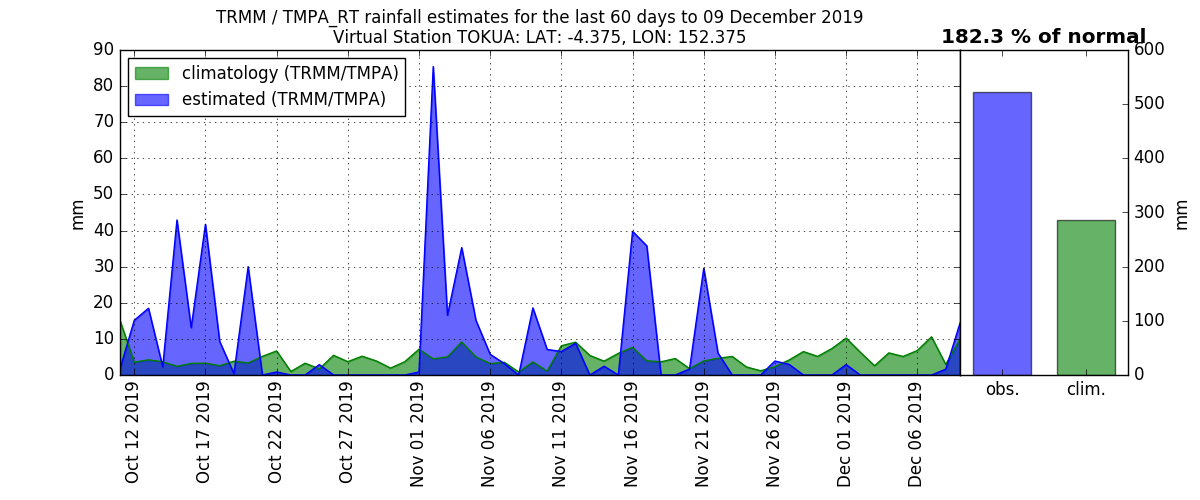 TRMM / TMPA_RT rainfall estimates for the last 60 days to 09 December 2019
Virtual Station TOKUA: LAT: -4.375, LON: 152.375
182.3 % of normal
climatology (TRMM/TMPA)
estimated (TRMM/TMPA)
mm
90
80
70
60
50
40
30
20
10
0
Oct 12 2019
Oct 17 2019
Oct 22 2019
Oct 27 2019
Nov 01 2019
Nov 06 2019
Nov 11 2019
Nov 16 2019
Nov 21 2019
Nov 26 2019
Dec 01 2019
Dec 06 2019
obs.
clim.
600
500
400
300
200
100
0
mm